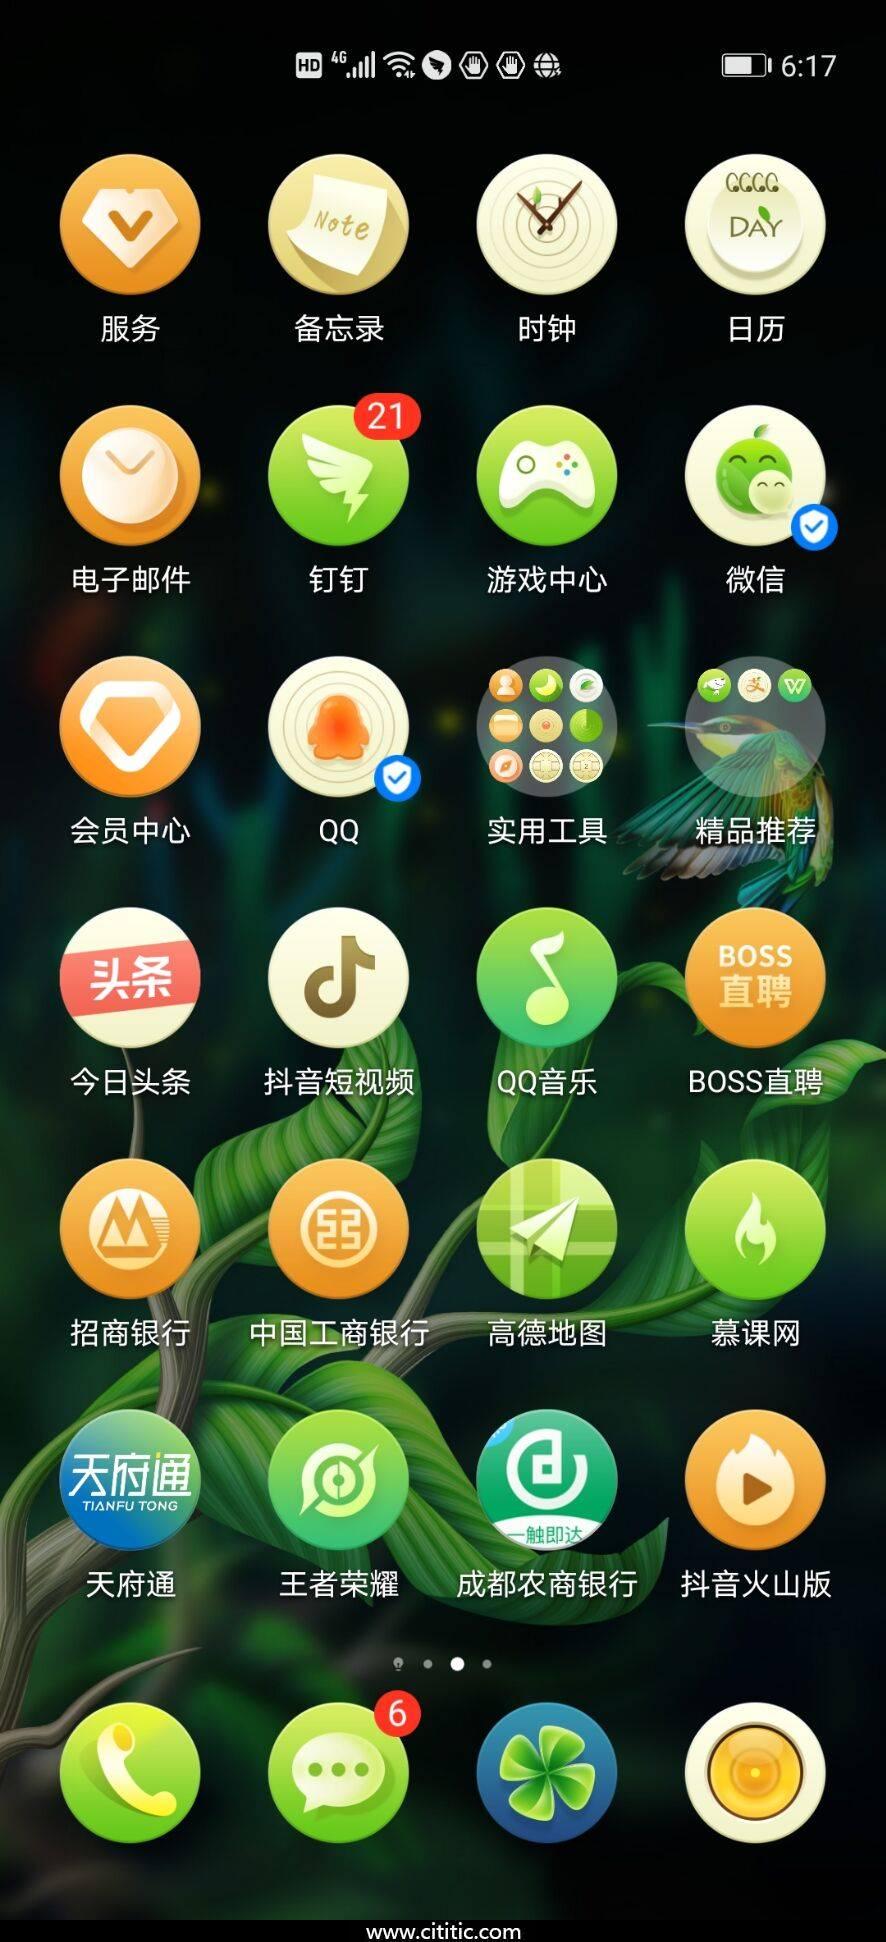 HD 4G 6:17
Note
DAY
服务 备忘录 时钟 日历
21
电子邮件 钉钉 游戏中心 微信
会员中心 QQ 实用工具 精品推荐
头条
BOSS
直聘
今日头条 抖音短视频 QQ音乐 BOSS直聘
招商银行 中国工商银行 高德地图 慕课网
天府通
TIANFU TONG
一触即达
天府通 王者荣耀 成都农商银行 抖音火山版
6
www.cititic.com